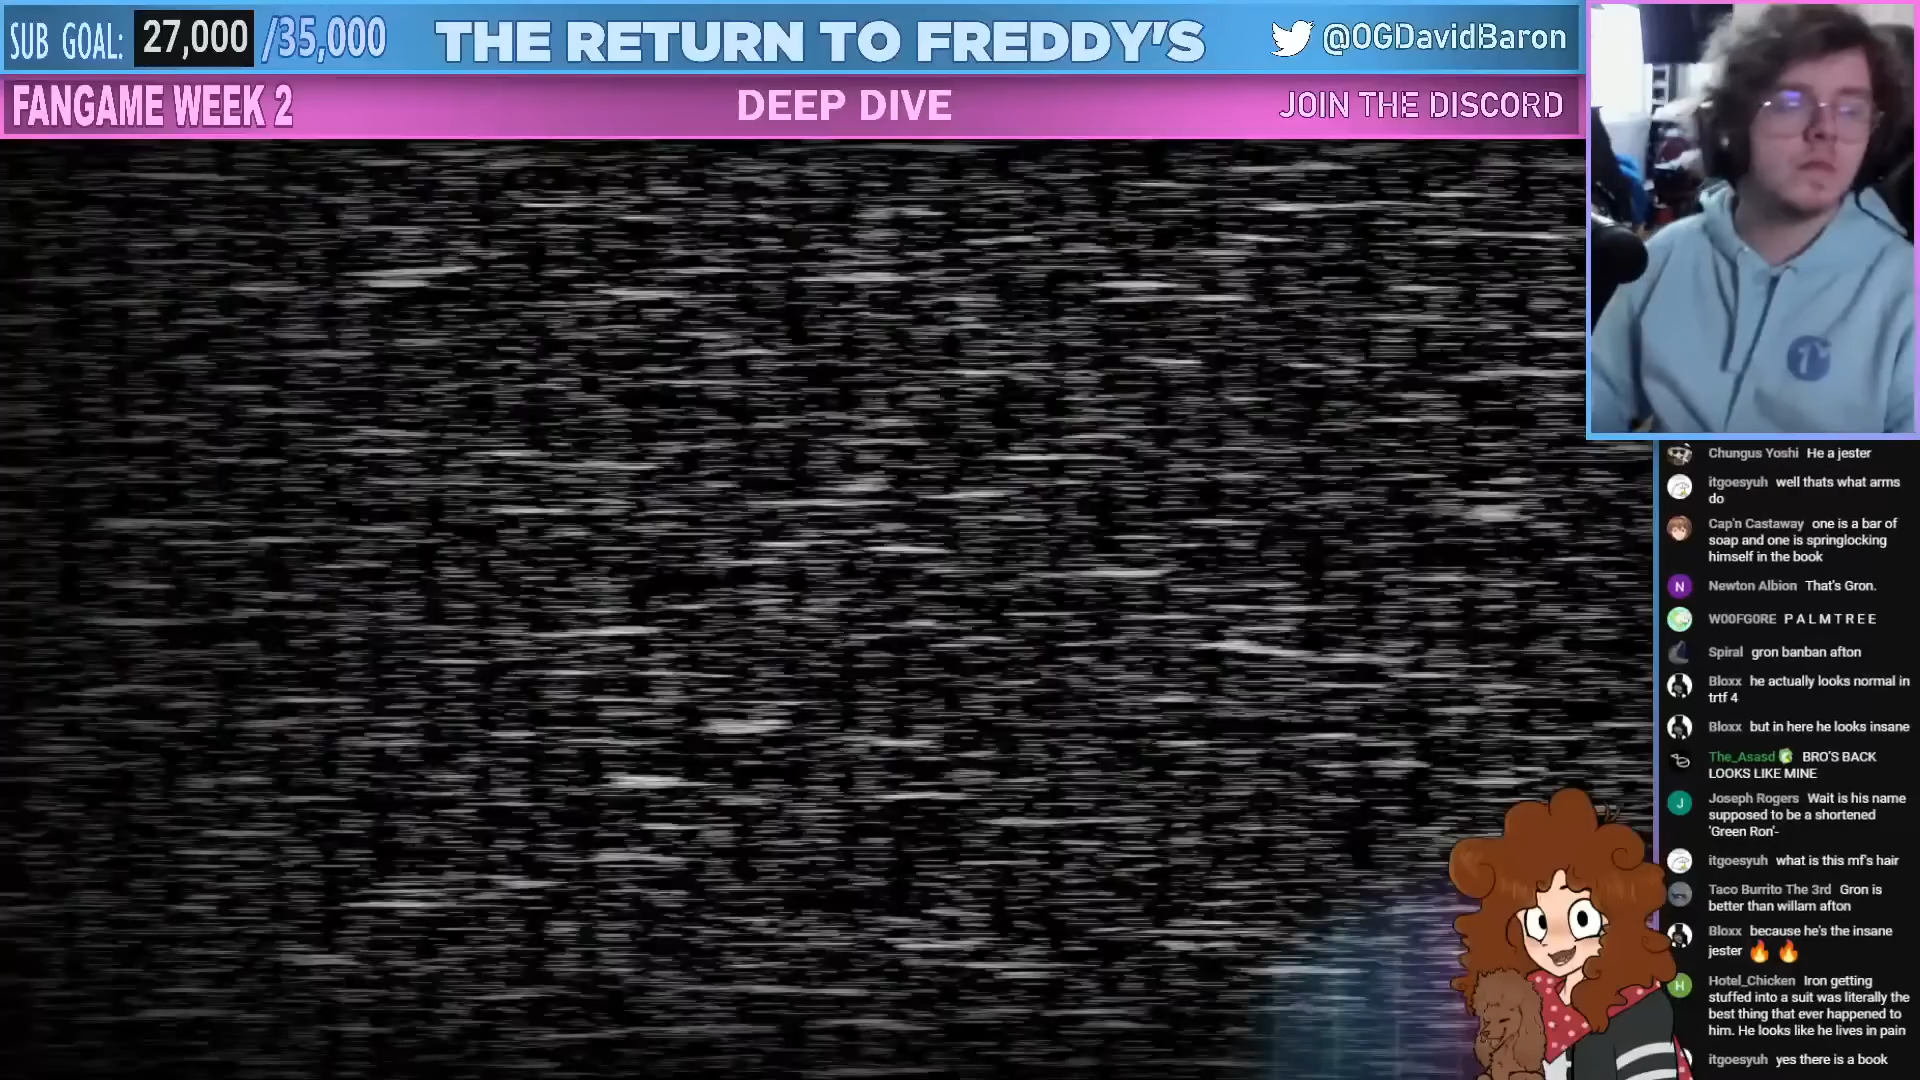 SUB GOAL: 27,000 /35,000
THE RETURN TO FREDDY'S
@OGDavidBaron
FANGAME WEEK 2
DEEP DIVE
JOIN THE DISCORD
Chungus Yoshi He a jester
itgoesyuh well thats what arms
do
Cap'n Castaway one is a bar of
soap and one is springlocking
himself in the book
N
Newton Albion That's Gron.
W00FG0RE P A L M T R E E
Spiral gron banban afton
Bloxx he actually looks normal in
trtf 4
Bloxx but in here he looks insane
The_Asasd BRO'S BACK
LOOKS LIKE MINE
J
Joseph Rogers Wait is his name
supposed to be a shortened
'Green Ron'-
itgoesyuh what is this mf's hair
Taco Burrito The 3rd Gron is
better than willam afton
Bloxx because he's the insane
jester 🔥 🔥
H
Hotel_Chicken Iron getting
stuffed into a suit was literally the
best thing that ever happened to
him. He looks like he lives in pain
itgoesyuh yes there is a book